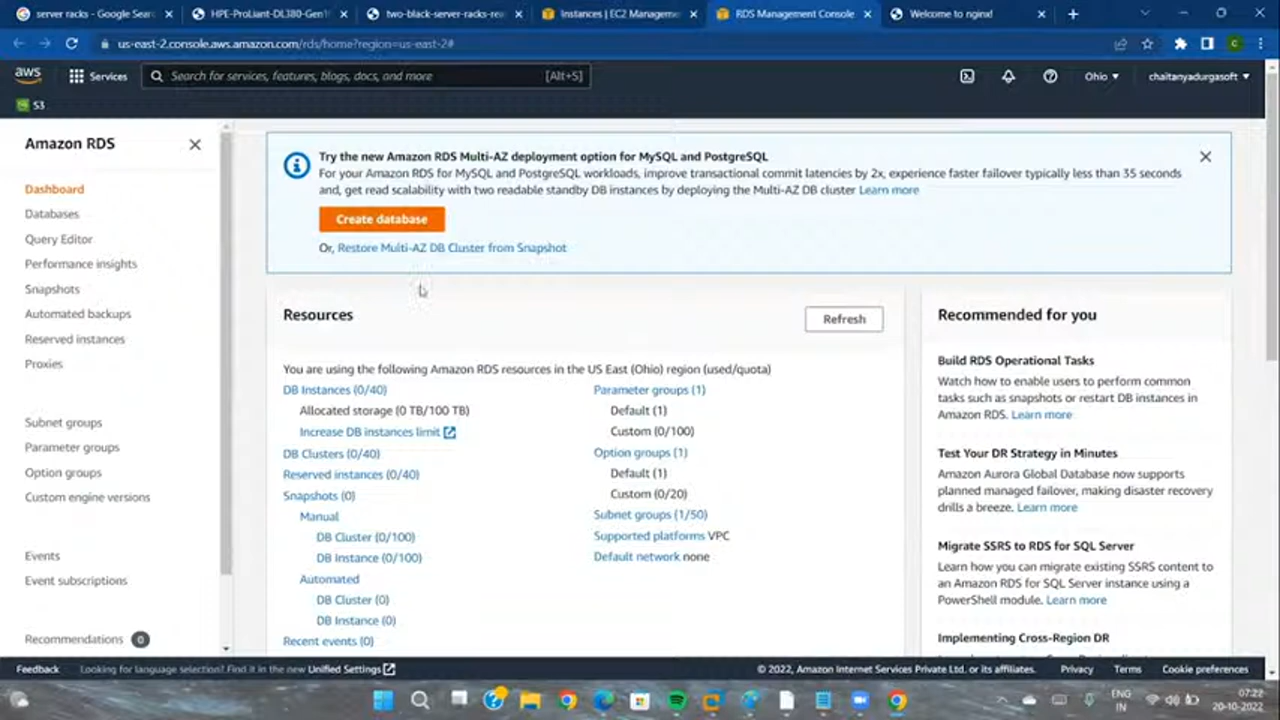 server racks - Google Sear
HPE-ProLiant-DL380-Gen1
two-black-server-racks-re
Instances | EC2 Manageme
RDS Management Console
Welcome to nginx!
us-east-2.console.aws.amazon.com/rds/home?region=us-east-2#
C
aws
Services
Search for services, features, blogs, docs, and more
[Alt+S]
Ohio
chaitanyadurgasoft
S3
Amazon RDS
Dashboard
Databases
Query Editor
Performance insights
Snapshots
Automated backups
Reserved instances
Proxies
Subnet groups
Parameter groups
Option groups
Custom engine versions
Events
Event subscriptions
Recommendations 0
Try the new Amazon RDS Multi-AZ deployment option for MySQL and PostgreSQL
For your Amazon RDS for MySQL and PostgreSQL workloads, improve transactional commit latencies by 2x, experience faster failover typically less than 35 seconds
and, get read scalability with two readable standby DB instances by deploying the Multi-AZ DB cluster Learn more
Create database
Or, Restore Multi-AZ DB Cluster from Snapshot
Resources
Refresh
You are using the following Amazon RDS resources in the US East (Ohio) region (used/quota)
DB Instances (0/40)
Allocated storage (0 TB/100 TB)
Increase DB instances limit
DB Clusters (0/40)
Reserved instances (0/40)
Snapshots (0)
Manual
DB Cluster (0/100)
DB Instance (0/100)
Automated
DB Cluster (0)
DB Instance (0)
Recent events (0)
Parameter groups (1)
Default (1)
Custom (0/100)
Option groups (1)
Default (1)
Custom (0/20)
Subnet groups (1/50)
Supported platforms VPC
Default network none
Recommended for you
Build RDS Operational Tasks
Watch how to enable users to perform common
tasks such as snapshots or restart DB instances in
Amazon RDS. Learn more
Test Your DR Strategy in Minutes
Amazon Aurora Global Database now supports
planned managed failover, making disaster recovery
drills a breeze. Learn more
Migrate SSRS to RDS for SQL Server
Learn how you can migrate existing SSRS content to
an Amazon RDS for SQL Server instance using a
PowerShell module. Learn more
Implementing Cross-Region DR
Feedback
Looking for language selection? Find it in the new Unified Settings
© 2022, Amazon Internet Services Private Ltd. or its affiliates.
Privacy
Terms
Cookie preferences
ENG
IN
07:22
20-10-2022